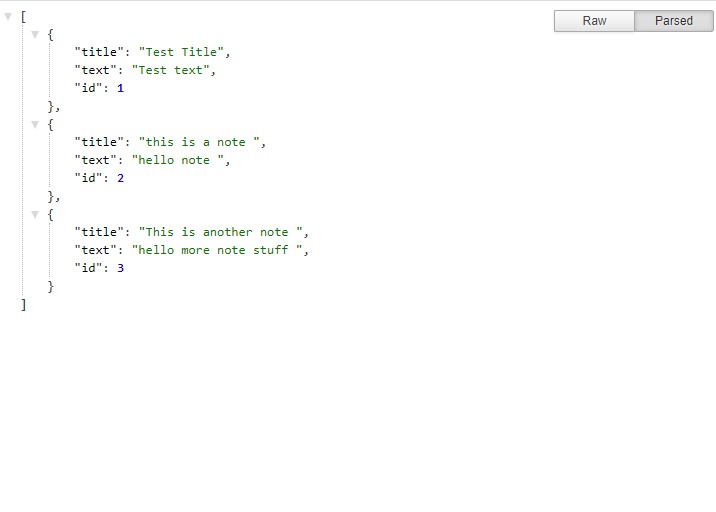 Raw Parsed
[
{
"title": "Test Title",
"text": "Test text",
"id": 1
},
{
"title": "this is a note ",
"text": "hello note ",
"id": 2
},
{
"title": "This is another note ",
"text": "hello more note stuff ",
"id": 3
}
]